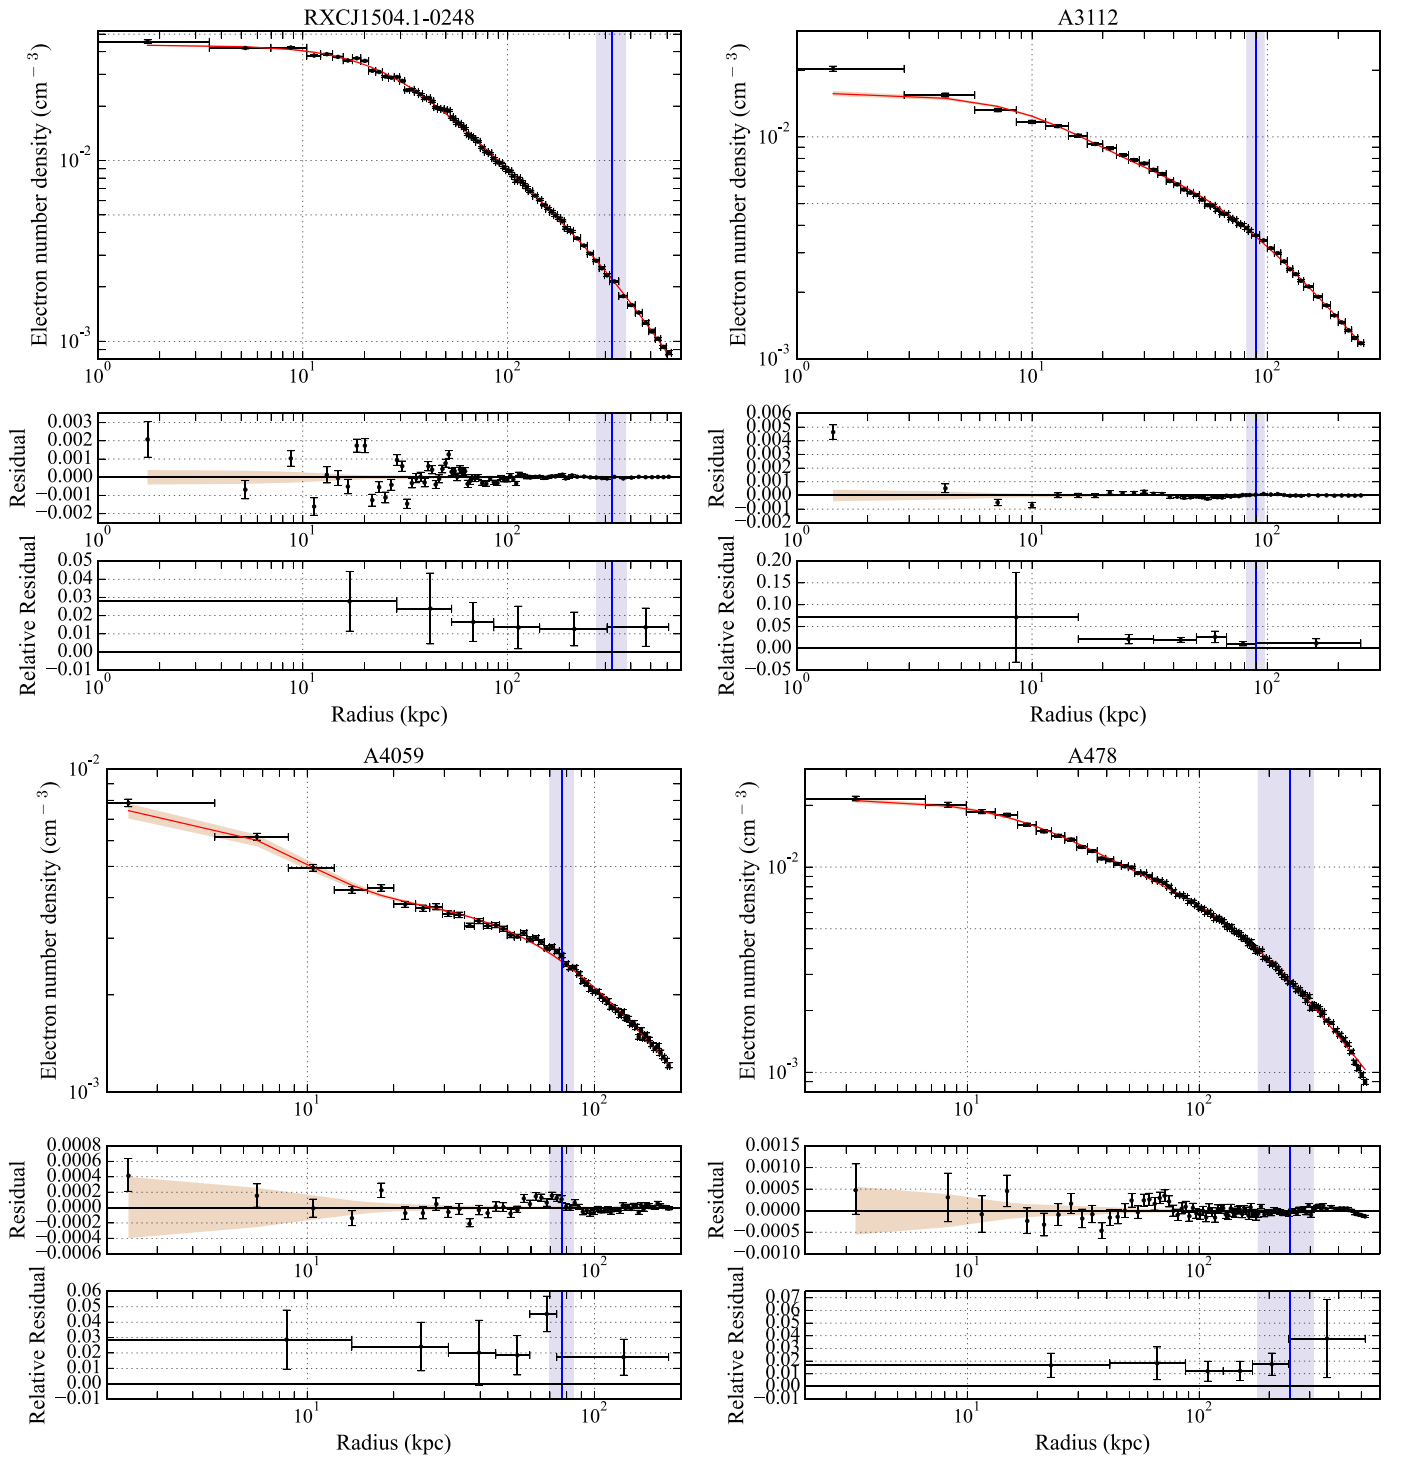 RXCJ1504.1-0248
Electron number density (cm⁻³)
10⁻²
10⁻³
10⁰ 10¹ 10²
Residual
0.003
0.002
0.001
0.000
−0.001
−0.002
10⁰ 10¹ 10²
Relative Residual
0.05
0.04
0.03
0.02
0.01
0.00
−0.01
10⁰ 10¹ 10²
Radius (kpc)
A3112
Electron number density (cm⁻³)
10⁻²
10⁻³
10⁰ 10¹ 10²
Residual
0.006
0.005
0.004
0.003
0.002
0.001
0.000
−0.001
−0.002
10⁰ 10¹ 10²
Relative Residual
0.20
0.15
0.10
0.05
0.00
−0.05
10⁰ 10¹ 10²
Radius (kpc)
A4059
Electron number density (cm⁻³)
10⁻²
10⁻³
10¹ 10²
Residual
0.0008
0.0006
0.0004
0.0002
0.0000
−0.0002
−0.0004
−0.0006
10¹ 10²
Relative Residual
0.06
0.05
0.04
0.03
0.02
0.01
0.00
−0.01
10¹ 10²
Radius (kpc)
A478
Electron number density (cm⁻³)
10⁻²
10⁻³
10¹ 10²
Residual
0.0015
0.0010
0.0005
0.0000
−0.0005
−0.0010
10¹ 10²
Relative Residual
0.07
0.06
0.05
0.04
0.03
0.02
0.01
0.00
−0.01
10¹ 10²
Radius (kpc)